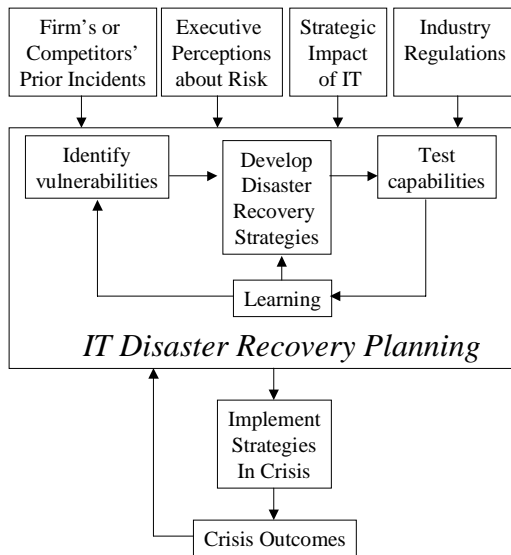 Firm's or
Competitors'
Prior Incidents
Executive
Perceptions
about Risk
Strategic
Impact
of IT
Industry
Regulations
Identify
vulnerabilities
Develop
Disaster
Recovery
Strategies
Test
capabilities
Learning
IT Disaster Recovery Planning
Implement
Strategies
In Crisis
Crisis Outcomes